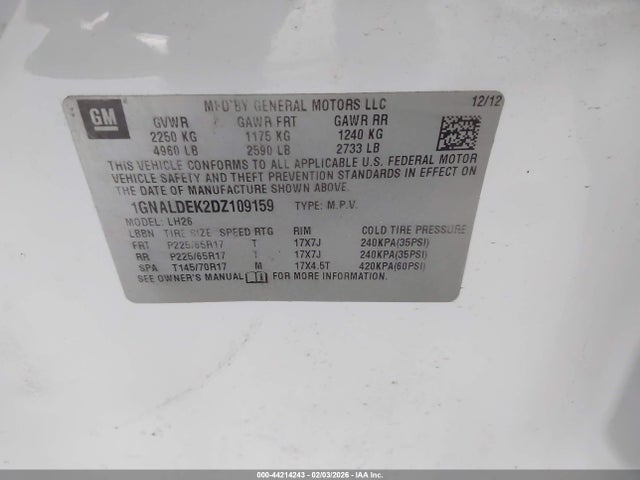 GM
MFD BY GENERAL MOTORS LLC 12/12
GVWR GAWR FRT GAWR RR
2250 KG 1175 KG 1240 KG
4960 LB 2590 LB 2733 LB
THIS VEHICLE CONFORMS TO ALL APPLICABLE U.S. FEDERAL MOTOR
VEHICLE SAFETY AND THEFT PREVENTION STANDARDS IN EFFECT ON
THE DATE OF MANUFACTURE SHOWN ABOVE.
1GNALDEK2DZ109159 TYPE: M.P.V.
MODEL: LH26
LBBN TIRE SIZE SPEED RTG RIM COLD TIRE PRESSURE
FRT P225/65R17 T 17X7J 240KPA(35PSI)
RR P225/65R17 T 17X7J 240KPA(35PSI)
SPA T145/70R17 M 17X4.5T 420KPA(60PSI)
SEE OWNER'S MANUAL FOR MORE INFORMATION.
000-44214243 - 02/03/2026 - IAA Inc.